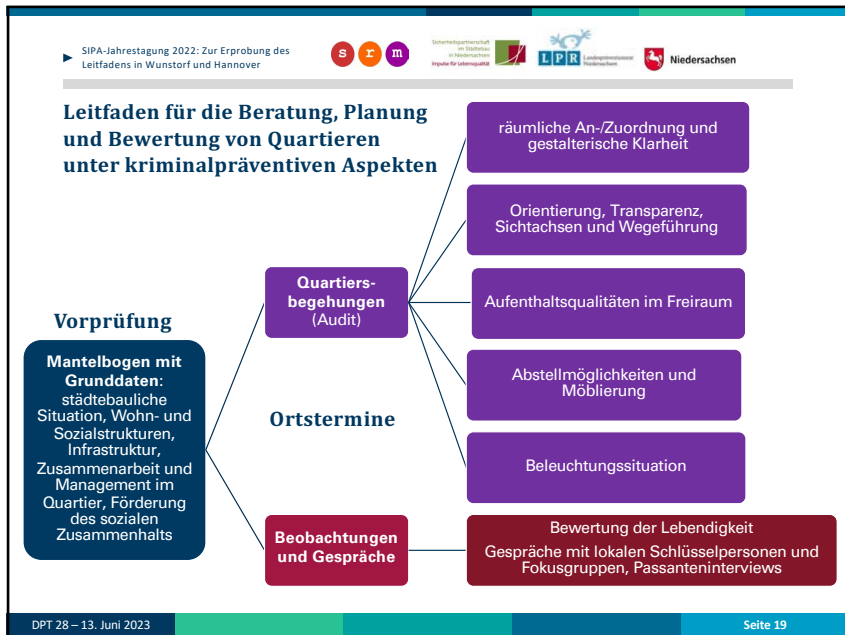 SIPA-Jahrestagung 2022: Zur Erprobung des
Leitfadens in Wunstorf und Hannover
s r m
Sicherheitspartnerschaft
im Städtebau
in Niedersachsen
Impulse für Lebensqualität
LPR
Landespräventionsrat
Niedersachsen
Niedersachsen
Leitfaden für die Beratung, Planung
und Bewertung von Quartieren
unter kriminalpräventiven Aspekten
räumliche An-/Zuordnung und
gestalterische Klarheit
Orientierung, Transparenz,
Sichtachsen und Wegeführung
Quartiers-
begehungen
(Audit)
Aufenthaltsqualitäten im Freiraum
Vorprüfung
Mantelbogen mit
Grunddaten:
städtebauliche
Situation, Wohn- und
Sozialstrukturen,
Infrastruktur,
Zusammenarbeit und
Management im
Quartier, Förderung
des sozialen
Zusammenhalts
Abstellmöglichkeiten und
Möblierung
Ortstermine
Beleuchtungssituation
Beobachtungen
und Gespräche
Bewertung der Lebendigkeit
Gespräche mit lokalen Schlüsselpersonen und
Fokusgruppen, Passanteninterviews
DPT 28 – 13. Juni 2023
Seite 19